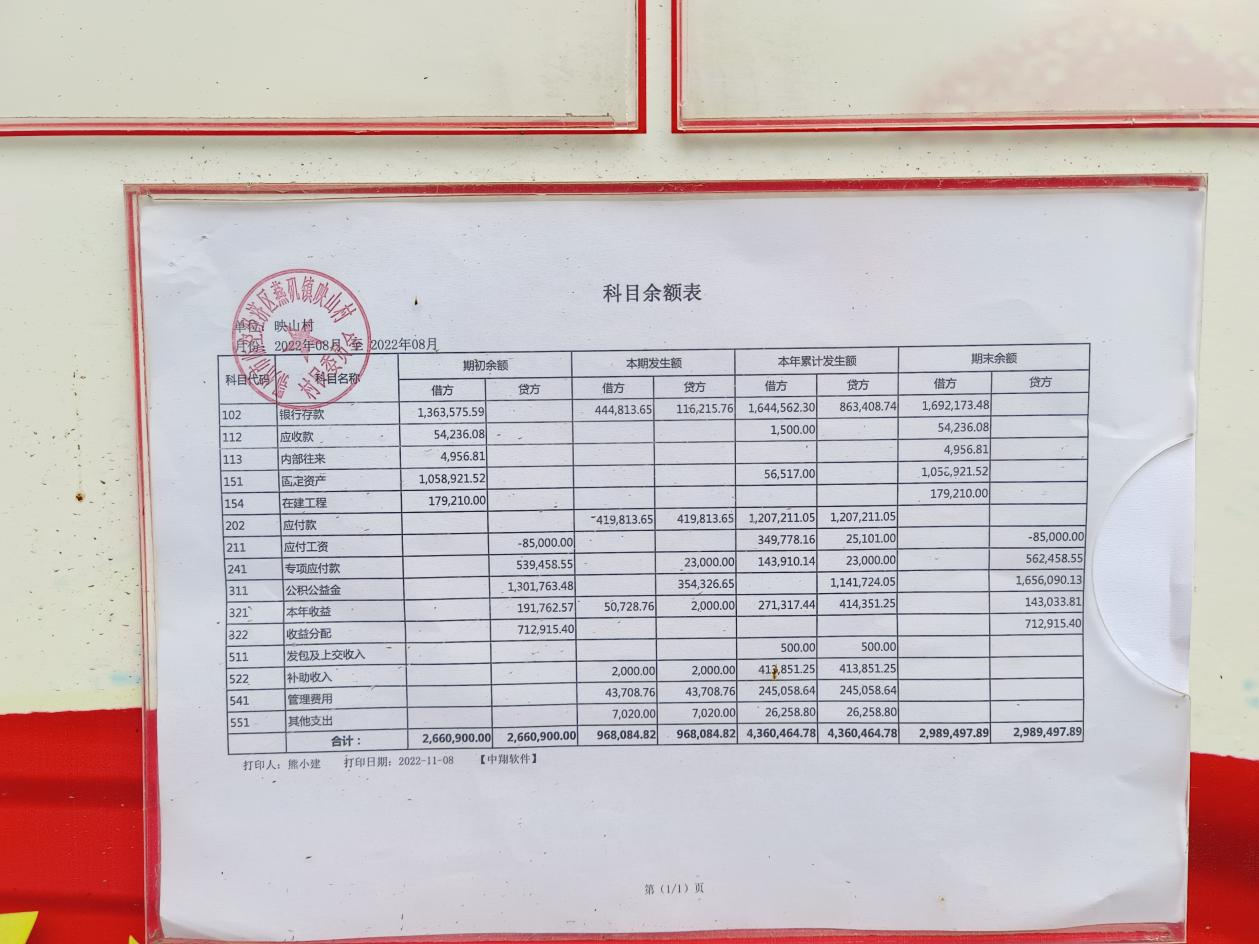 科目余额表
单位：映山村
月份：2022年08月 至 2022年08月
科目代码 科目名称 期初余额 本期发生额 本年累计发生额 期末余额
借方 贷方 借方 贷方 借方 贷方 借方 贷方
102 银行存款 1,363,575.59 444,813.65 116,215.76 1,644,562.30 863,408.74 1,692,173.48
112 应收款 54,236.08 1,500.00 54,236.08
113 内部往来 4,956.81 4,956.81
151 固定资产 1,058,921.52 56,517.00 1,058,921.52
154 在建工程 179,210.00 179,210.00
202 应付款 419,813.65 419,813.65 1,207,211.05 1,207,211.05
211 应付工资 -85,000.00 349,778.16 25,101.00 -85,000.00
241 专项应付款 539,458.55 23,000.00 143,910.14 23,000.00 562,458.55
311 公积公益金 1,301,763.48 354,326.65 1,141,724.05 1,656,090.13
321 本年收益 191,762.57 50,728.76 2,000.00 271,317.44 414,351.25 143,033.81
322 收益分配 712,915.40 712,915.40
511 发包及上交收入 500.00 500.00
522 补助收入 2,000.00 2,000.00 413,851.25 413,851.25
541 管理费用 43,708.76 43,708.76 245,058.64 245,058.64
551 其他支出 7,020.00 7,020.00 26,258.80 26,258.80
合计： 2,660,900.00 2,660,900.00 968,084.82 968,084.82 4,360,464.78 4,360,464.78 2,989,497.89 2,989,497.89
打印人：熊小建 打印日期：2022-11-08 【中翔软件】
第（1/1）页
燕矶镇映山村
村民委员会